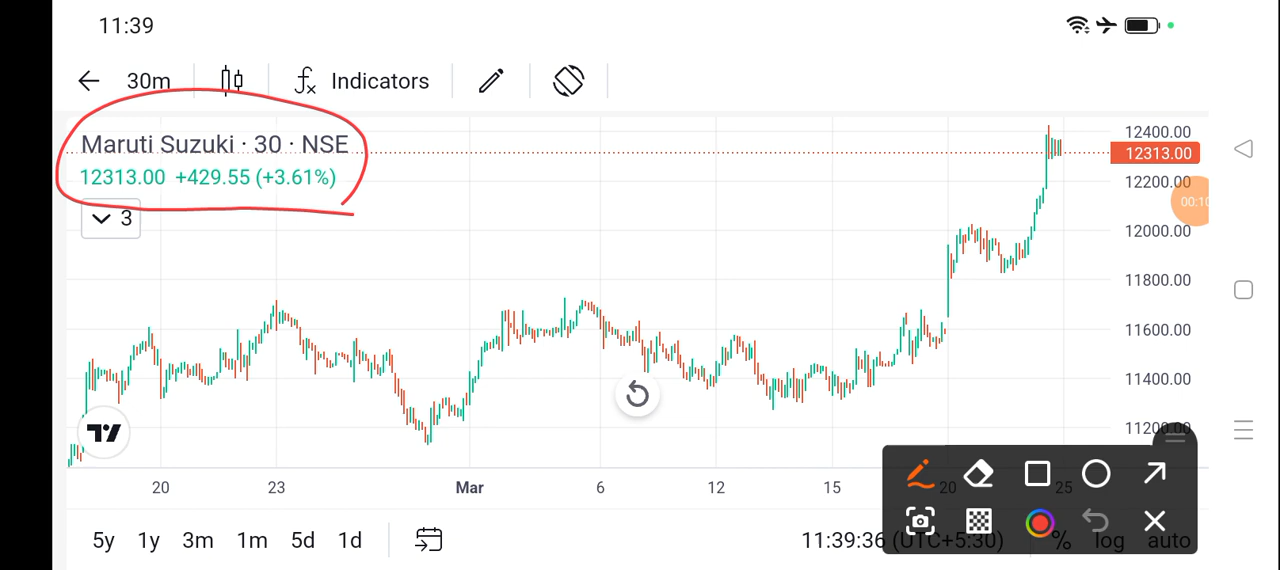 11:39
30m Indicators
Maruti Suzuki · 30 · NSE
12313.00 +429.55 (+3.61%)
3
12400.00
12313.00
12200.00
00:10
12000.00
11800.00
11600.00
11400.00
11200.00
20 23 Mar 6 12 15 20 25
5y 1y 3m 1m 5d 1d 11:39:36 (UTC+5:30) % log auto